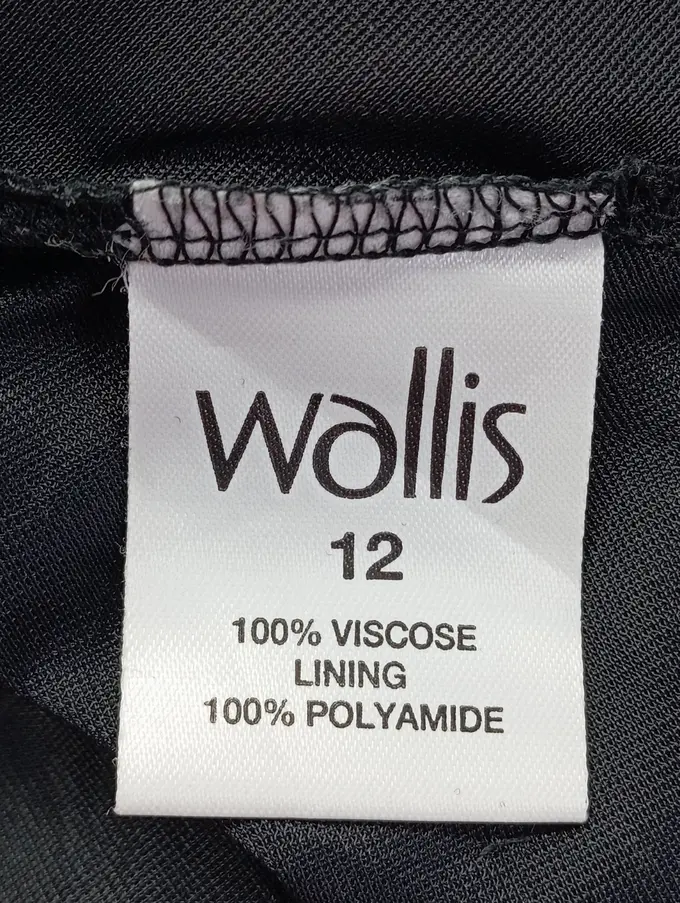 Wallis
12
100% VISCOSE
LINING
100% POLYAMIDE